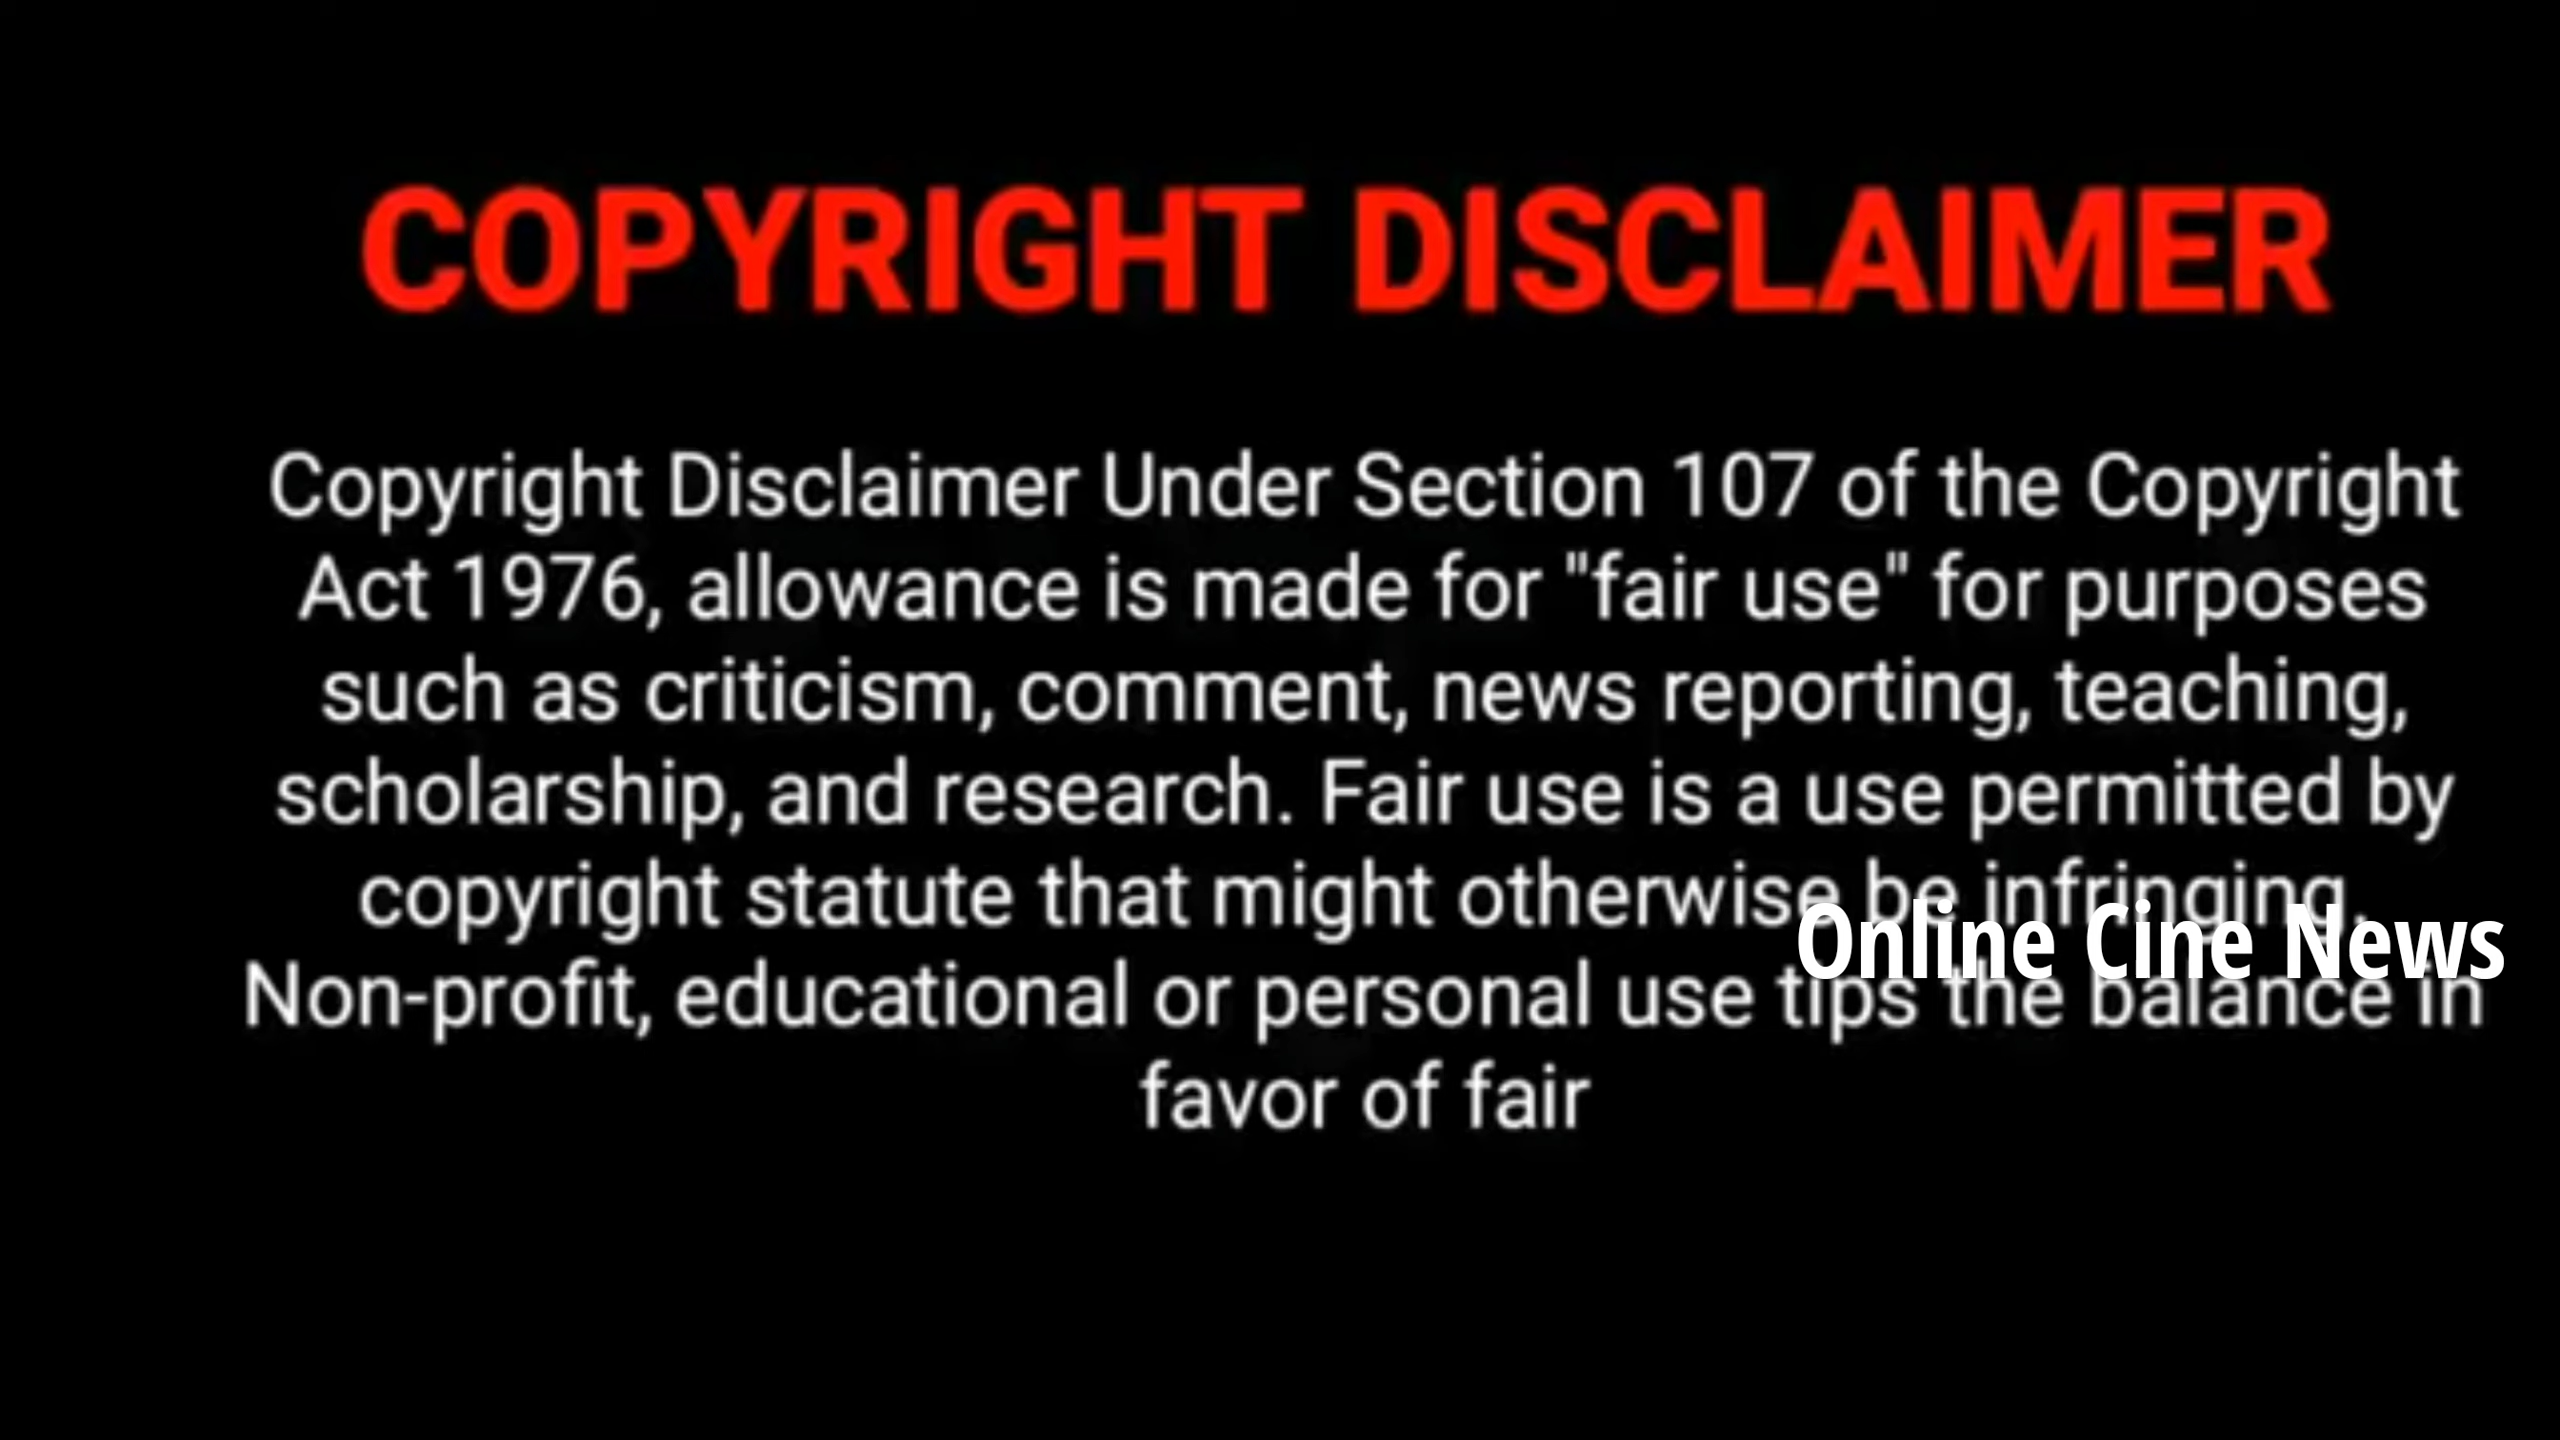 COPYRIGHT DISCLAIMER
Copyright Disclaimer Under Section 107 of the Copyright
Act 1976, allowance is made for "fair use" for purposes
such as criticism, comment, news reporting, teaching,
scholarship, and research. Fair use is a use permitted by
copyright statute that might otherwise be infringing.
Online Cine News
Non-profit, educational or personal use tips the balance in
favor of fair